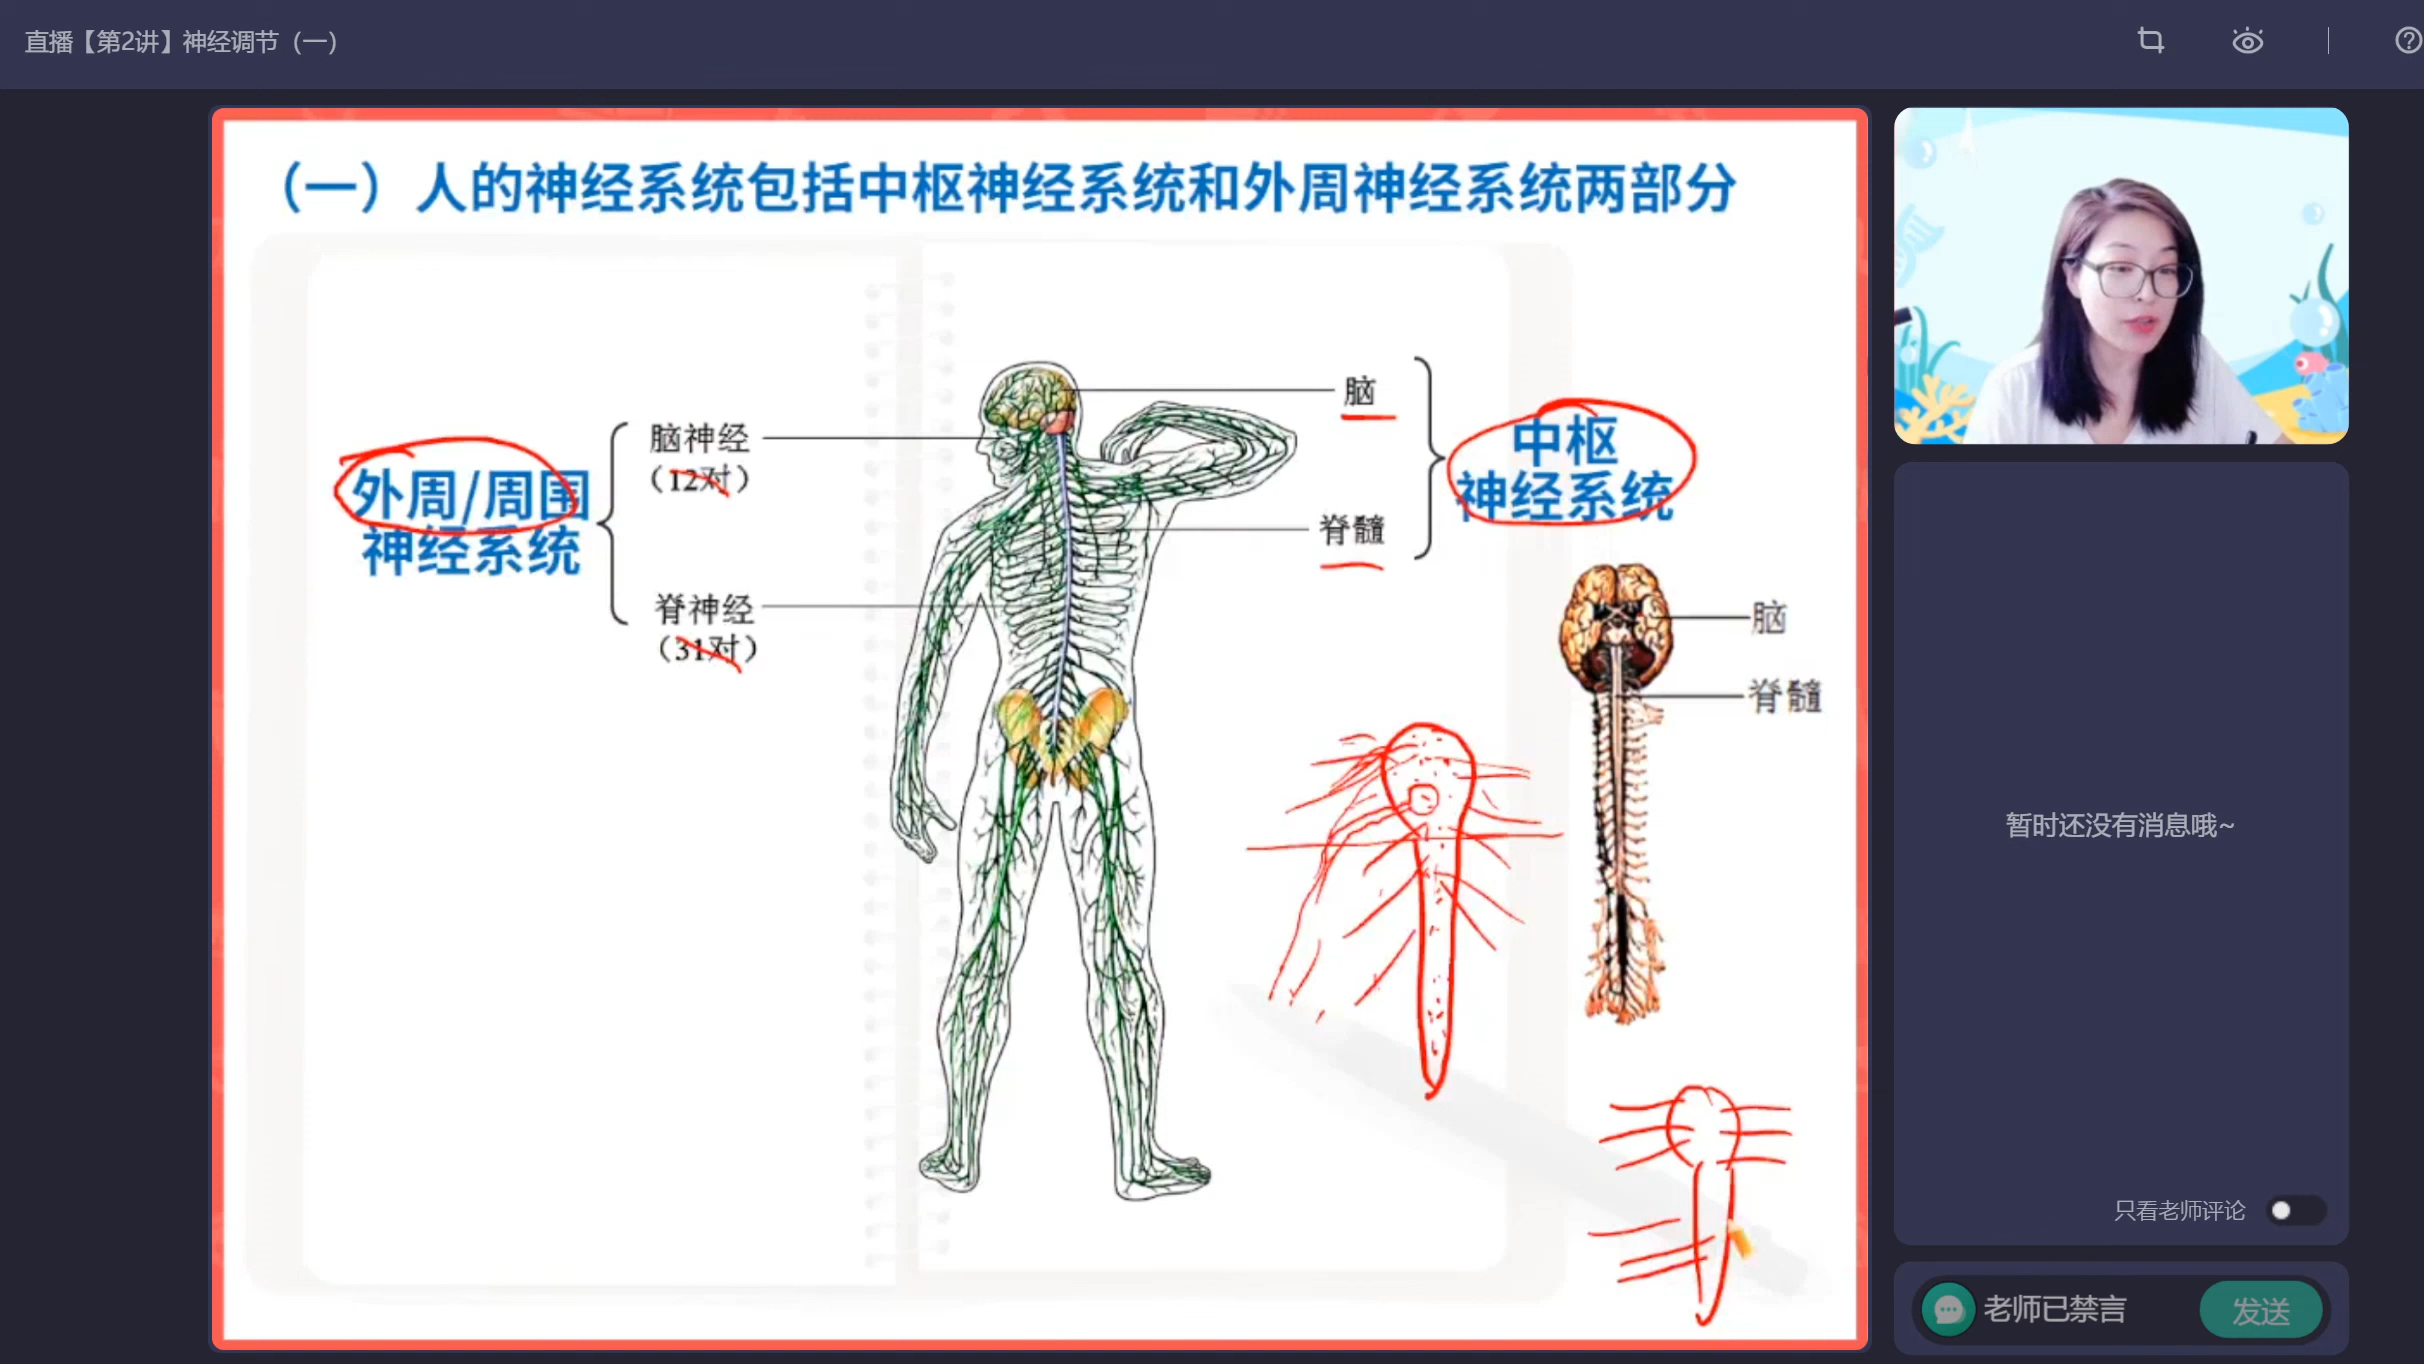 直播【第2讲】神经调节（一）
（一）人的神经系统包括中枢神经系统和外周神经系统两部分
脑
脑神经
（12对）
中枢
神经系统
外周/周围
神经系统
脊髓
脊神经
（31对）
脑
脊髓
暂时还没有消息哦~
只看老师评论
老师已禁言
发送